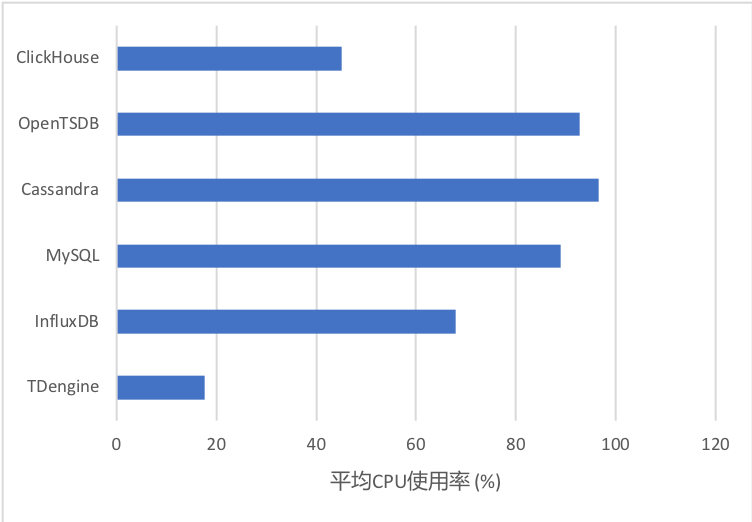 ClickHouse
OpenTSDB
Cassandra
MySQL
InfluxDB
TDengine
0 20 40 60 80 100 120
平均CPU使用率 (%)